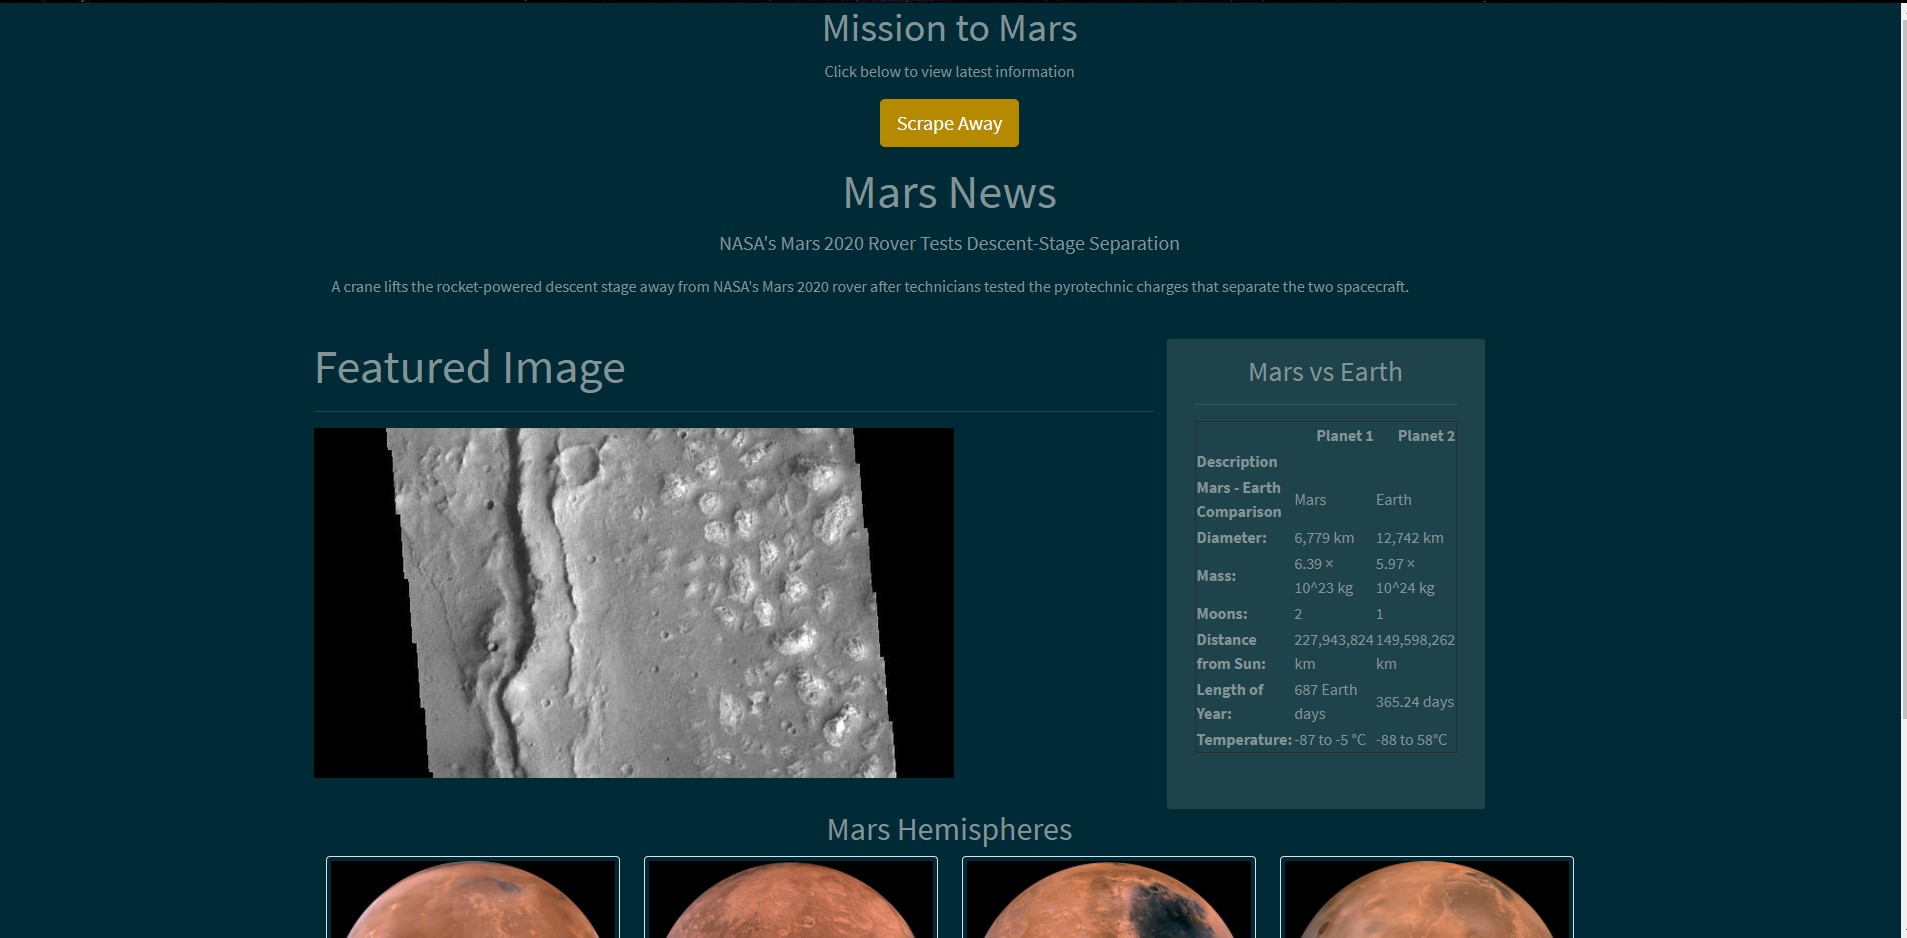 Mission to Mars
Click below to view latest information
Scrape Away
Mars News
NASA's Mars 2020 Rover Tests Descent-Stage Separation
A crane lifts the rocket-powered descent stage away from NASA's Mars 2020 rover after technicians tested the pyrotechnic charges that separate the two spacecraft.
Featured Image
Mars vs Earth
Planet 1 Planet 2
Description
Mars - Earth
Comparison Mars Earth
Diameter: 6,779 km 12,742 km
Mass: 6.39 × 5.97 ×
10^23 kg 10^24 kg
Moons: 2 1
Distance 227,943,824 149,598,262
from Sun: km km
Length of 687 Earth 365.24 days
Year: days
Temperature: -87 to -5 °C -88 to 58°C
Mars Hemispheres